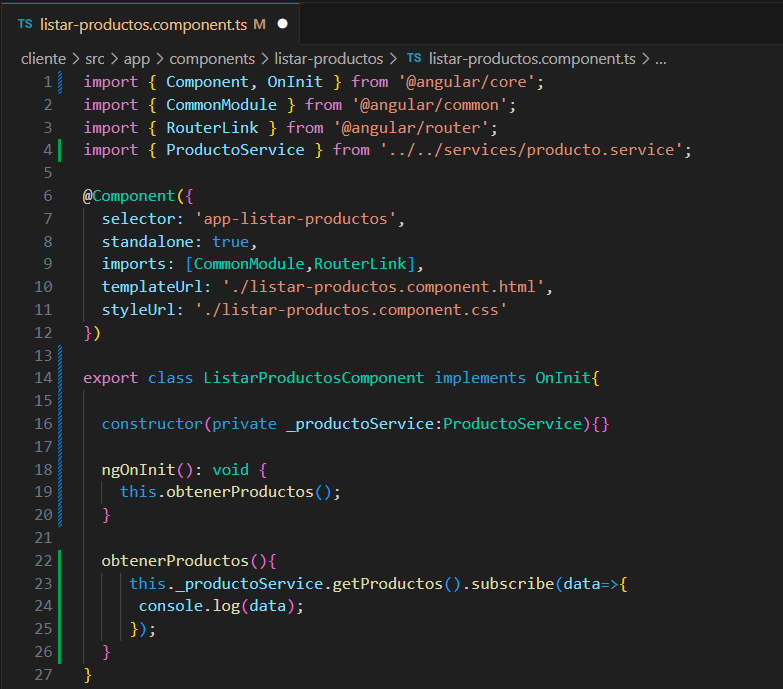 TS listar-productos.component.ts M ●
cliente > src > app > components > listar-productos > TS listar-productos.component.ts > ...
1 import { Component, OnInit } from '@angular/core';
2 import { CommonModule } from '@angular/common';
3 import { RouterLink } from '@angular/router';
4 import { ProductoService } from '../../services/producto.service';
5
6 @Component({
7   selector: 'app-listar-productos',
8   standalone: true,
9   imports: [CommonModule,RouterLink],
10   templateUrl: './listar-productos.component.html',
11   styleUrl: './listar-productos.component.css'
12 })
13
14 export class ListarProductosComponent implements OnInit{
15
16   constructor(private _productoService:ProductoService){}
17
18   ngOnInit(): void {
19     this.obtenerProductos();
20   }
21
22   obtenerProductos(){
23      this._productoService.getProductos().subscribe(data=>{
24       console.log(data);
25      });
26   }
27 }